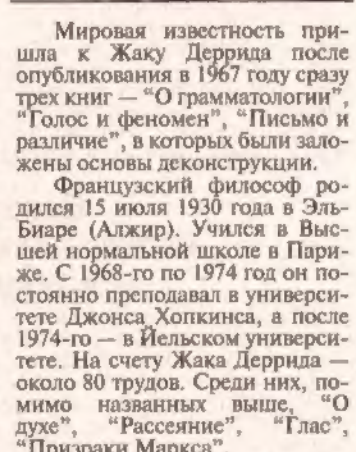 Мировая известность при-
шла к Жаку Деррида после
опубликования в 1967 году сразу
трех книг — “О грамматологии”,
“Голос и феномен”, “Письмо и
различие”, в которых были зало-
жены основы деконструкции.
Французский философ ро-
дился 15 июля 1930 года в Эль-
Биаре (Алжир). Учился в Выс-
шей нормальной школе в Пари-
же. С 1968-го по 1974 год он по-
стоянно преподавал в универси-
тете Джонса Хопкинса, а после
1974-го — в Йельском универси-
тете. На счету Жака Деррида —
около 80 трудов. Среди них, по-
мимо названных выше, “О
духе”, “Рассеяние”, “Глас”,
“Призраки Маркса”.